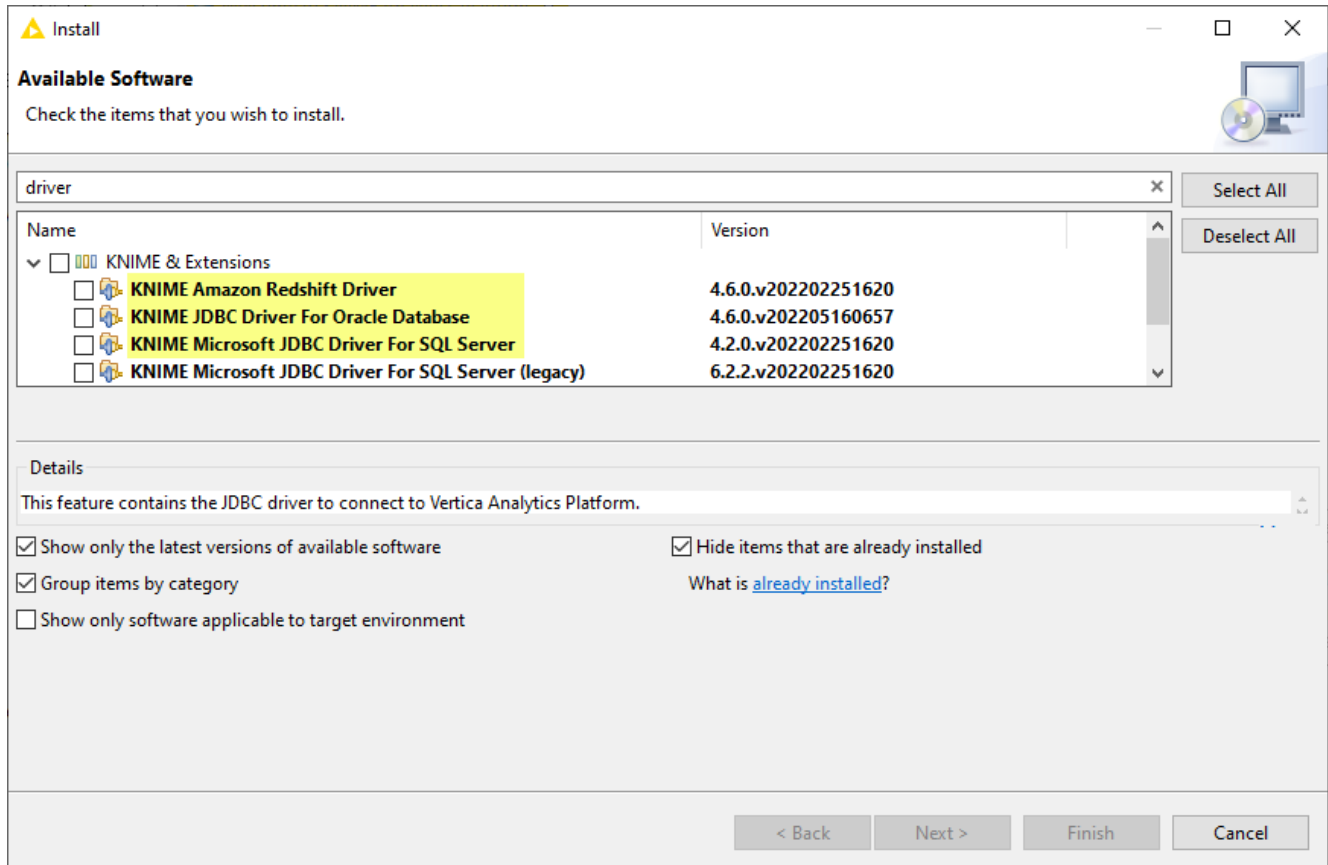 Install
Available Software
Check the items that you wish to install.
driver
Select All
Name Version
Deselect All
KNIME & Extensions
KNIME Amazon Redshift Driver 4.6.0.v202202251620
KNIME JDBC Driver For Oracle Database 4.6.0.v202205160657
KNIME Microsoft JDBC Driver For SQL Server 4.2.0.v202202251620
KNIME Microsoft JDBC Driver For SQL Server (legacy) 6.2.2.v202202251620
Details
This feature contains the JDBC driver to connect to Vertica Analytics Platform.
Show only the latest versions of available software Hide items that are already installed
Group items by category What is already installed?
Show only software applicable to target environment
< Back Next > Finish Cancel